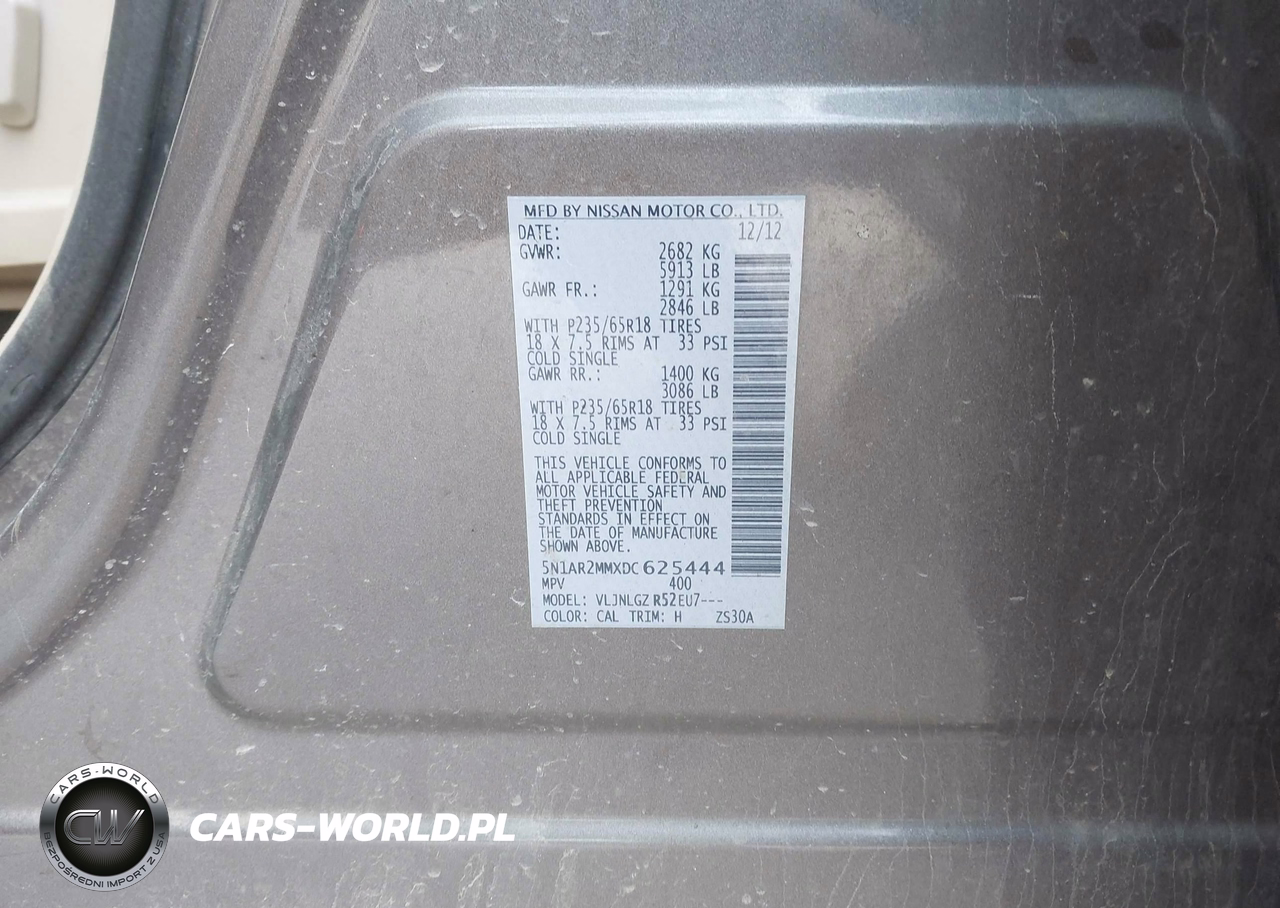 MFD BY NISSAN MOTOR CO., LTD.
DATE: 12/12
GVWR: 2682 KG
5913 LB
GAWR FR.: 1291 KG
2846 LB
WITH P235/65R18 TIRES
18 X 7.5 RIMS AT 33 PSI
COLD SINGLE
GAWR RR.: 1400 KG
3086 LB
WITH P235/65R18 TIRES
18 X 7.5 RIMS AT 33 PSI
COLD SINGLE
THIS VEHICLE CONFORMS TO
ALL APPLICABLE FEDERAL
MOTOR VEHICLE SAFETY AND
THEFT PREVENTION
STANDARDS IN EFFECT ON
THE DATE OF MANUFACTURE
SHOWN ABOVE.
5N1AR2MMXDC625444
MPV 400
MODEL: VLJNLGZ R52EU7---
COLOR: CAL TRIM: H ZS30A
CARS-WORLD
CW
BEZPOŚREDNI IMPORT Z USA
CARS-WORLD.PL